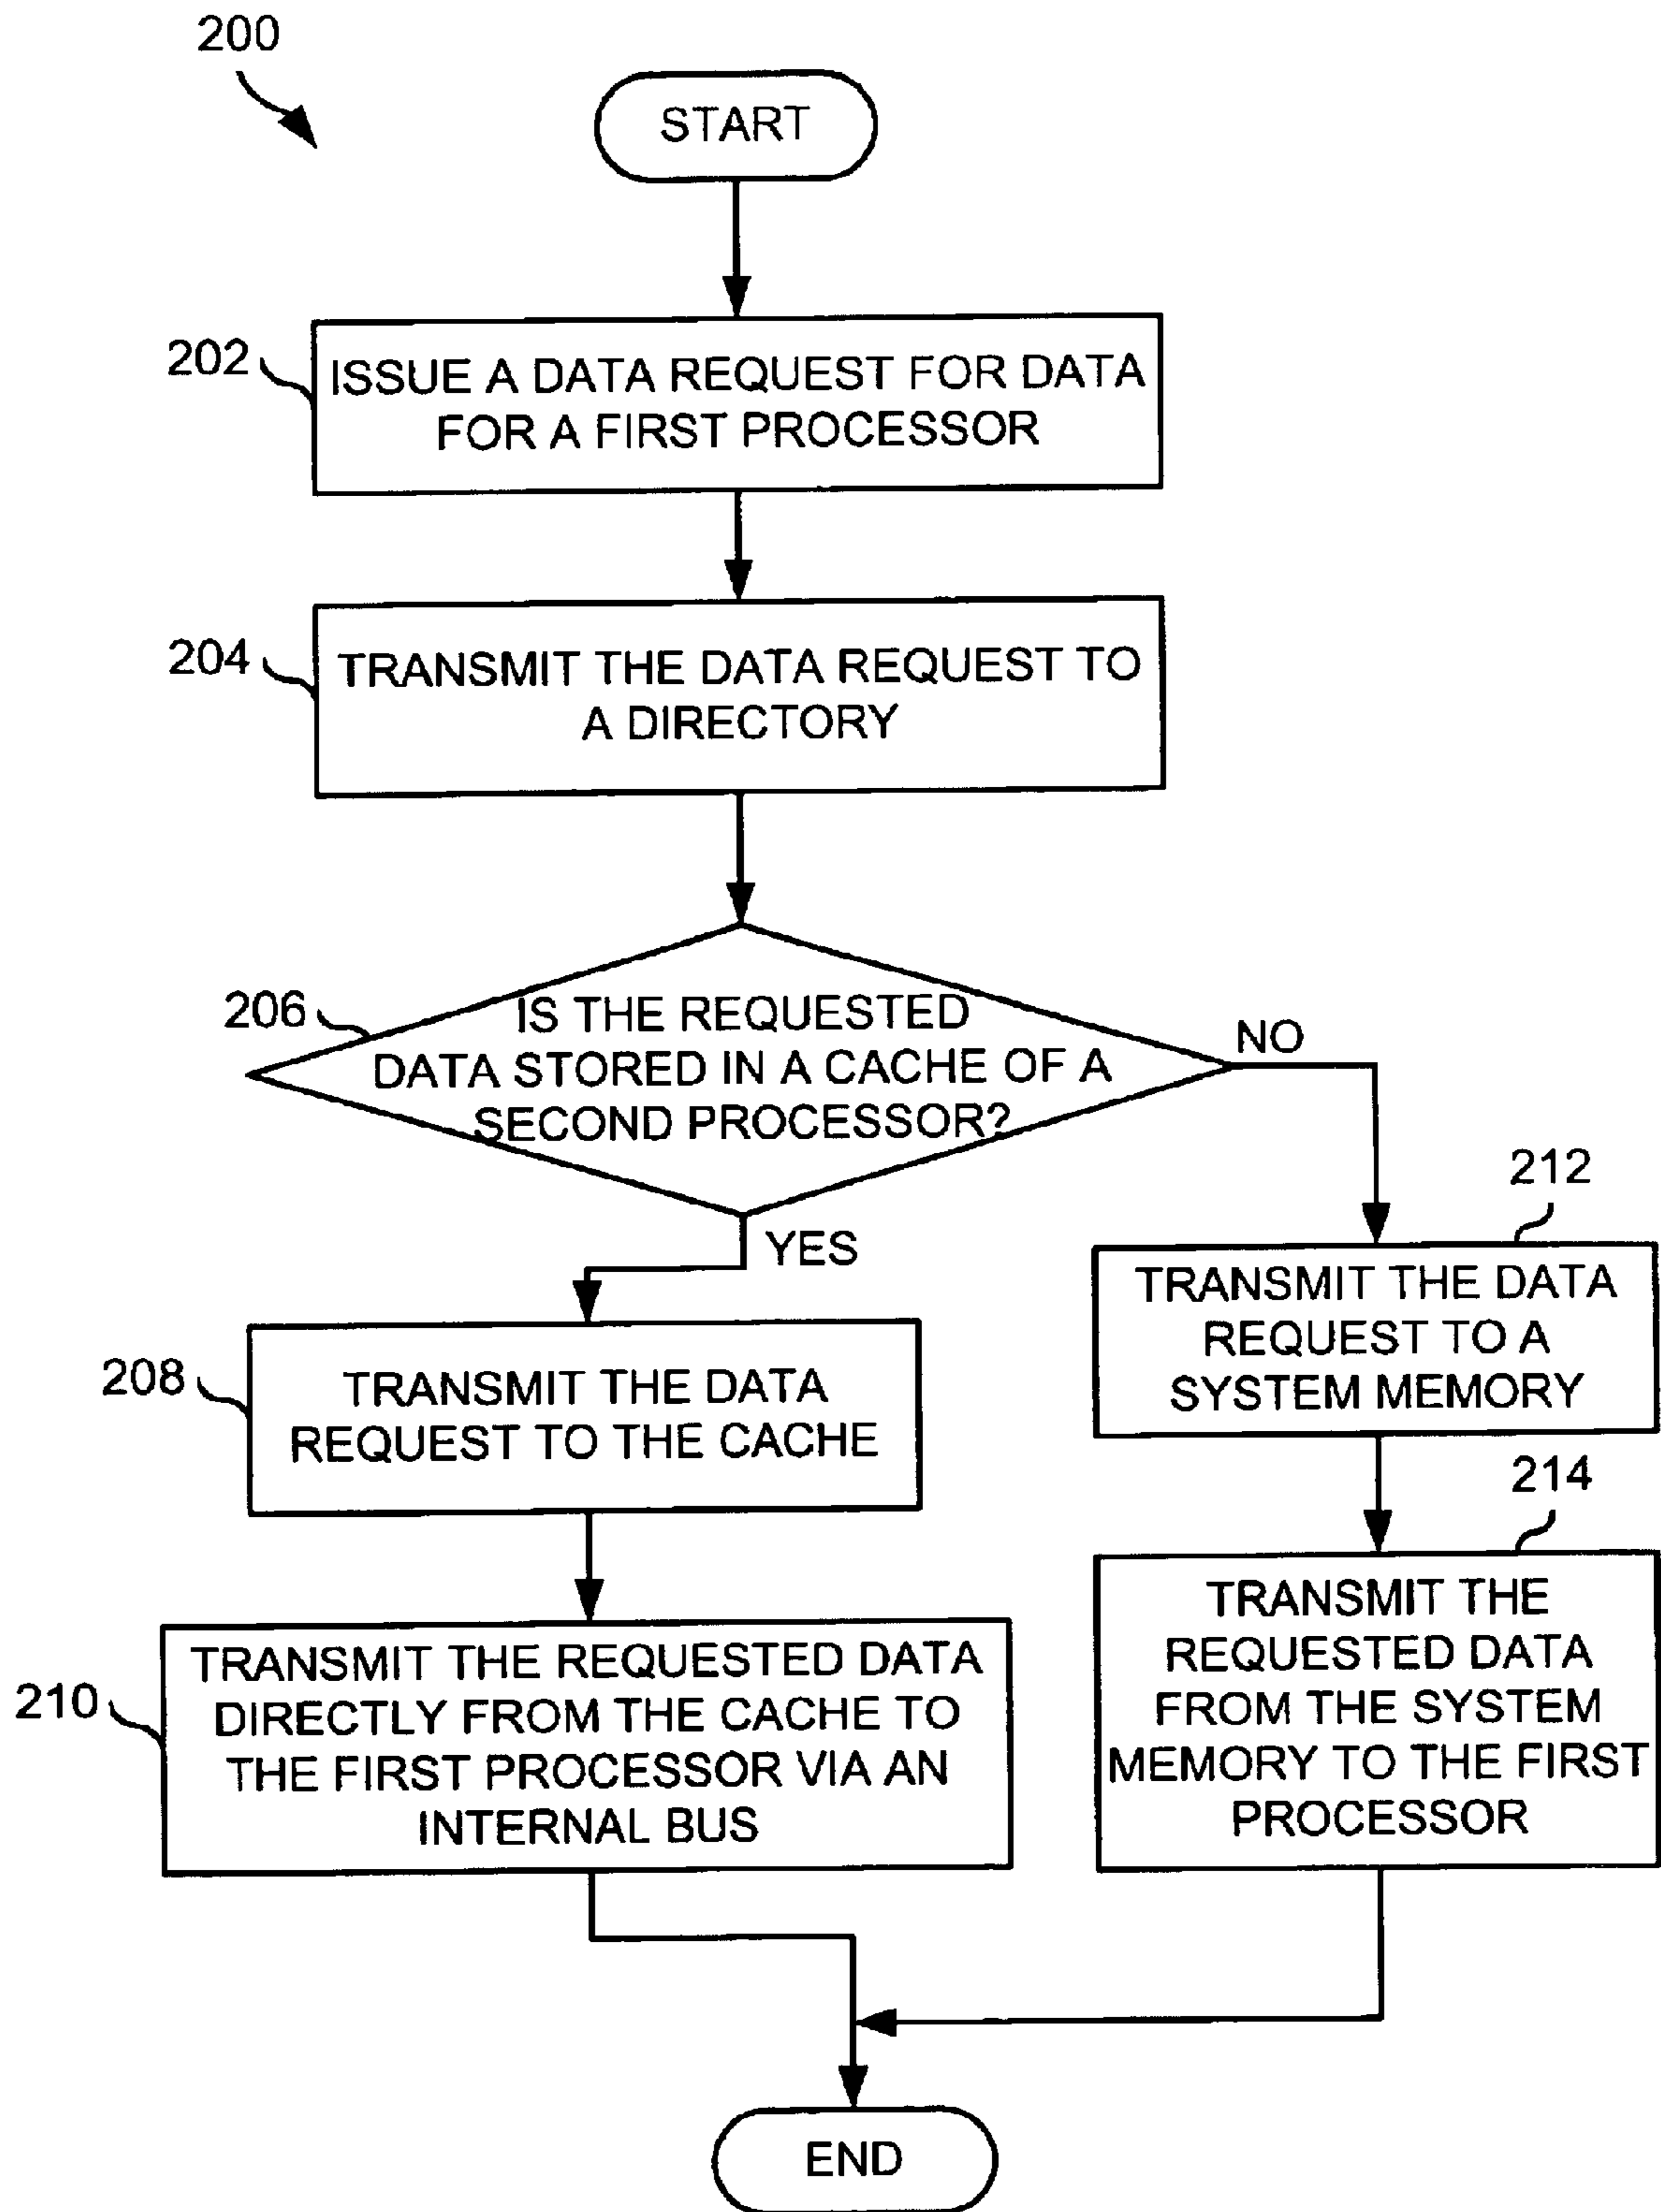 200
START
202
ISSUE A DATA REQUEST FOR DATA
FOR A FIRST PROCESSOR
204
TRANSMIT THE DATA REQUEST TO
A DIRECTORY
206
IS THE REQUESTED
DATA STORED IN A CACHE OF A
SECOND PROCESSOR?
NO
YES
212
TRANSMIT THE DATA
REQUEST TO A
SYSTEM MEMORY
208
TRANSMIT THE DATA
REQUEST TO THE CACHE
214
TRANSMIT THE
REQUESTED DATA
FROM THE SYSTEM
MEMORY TO THE FIRST
PROCESSOR
210
TRANSMIT THE REQUESTED DATA
DIRECTLY FROM THE CACHE TO
THE FIRST PROCESSOR VIA AN
INTERNAL BUS
END